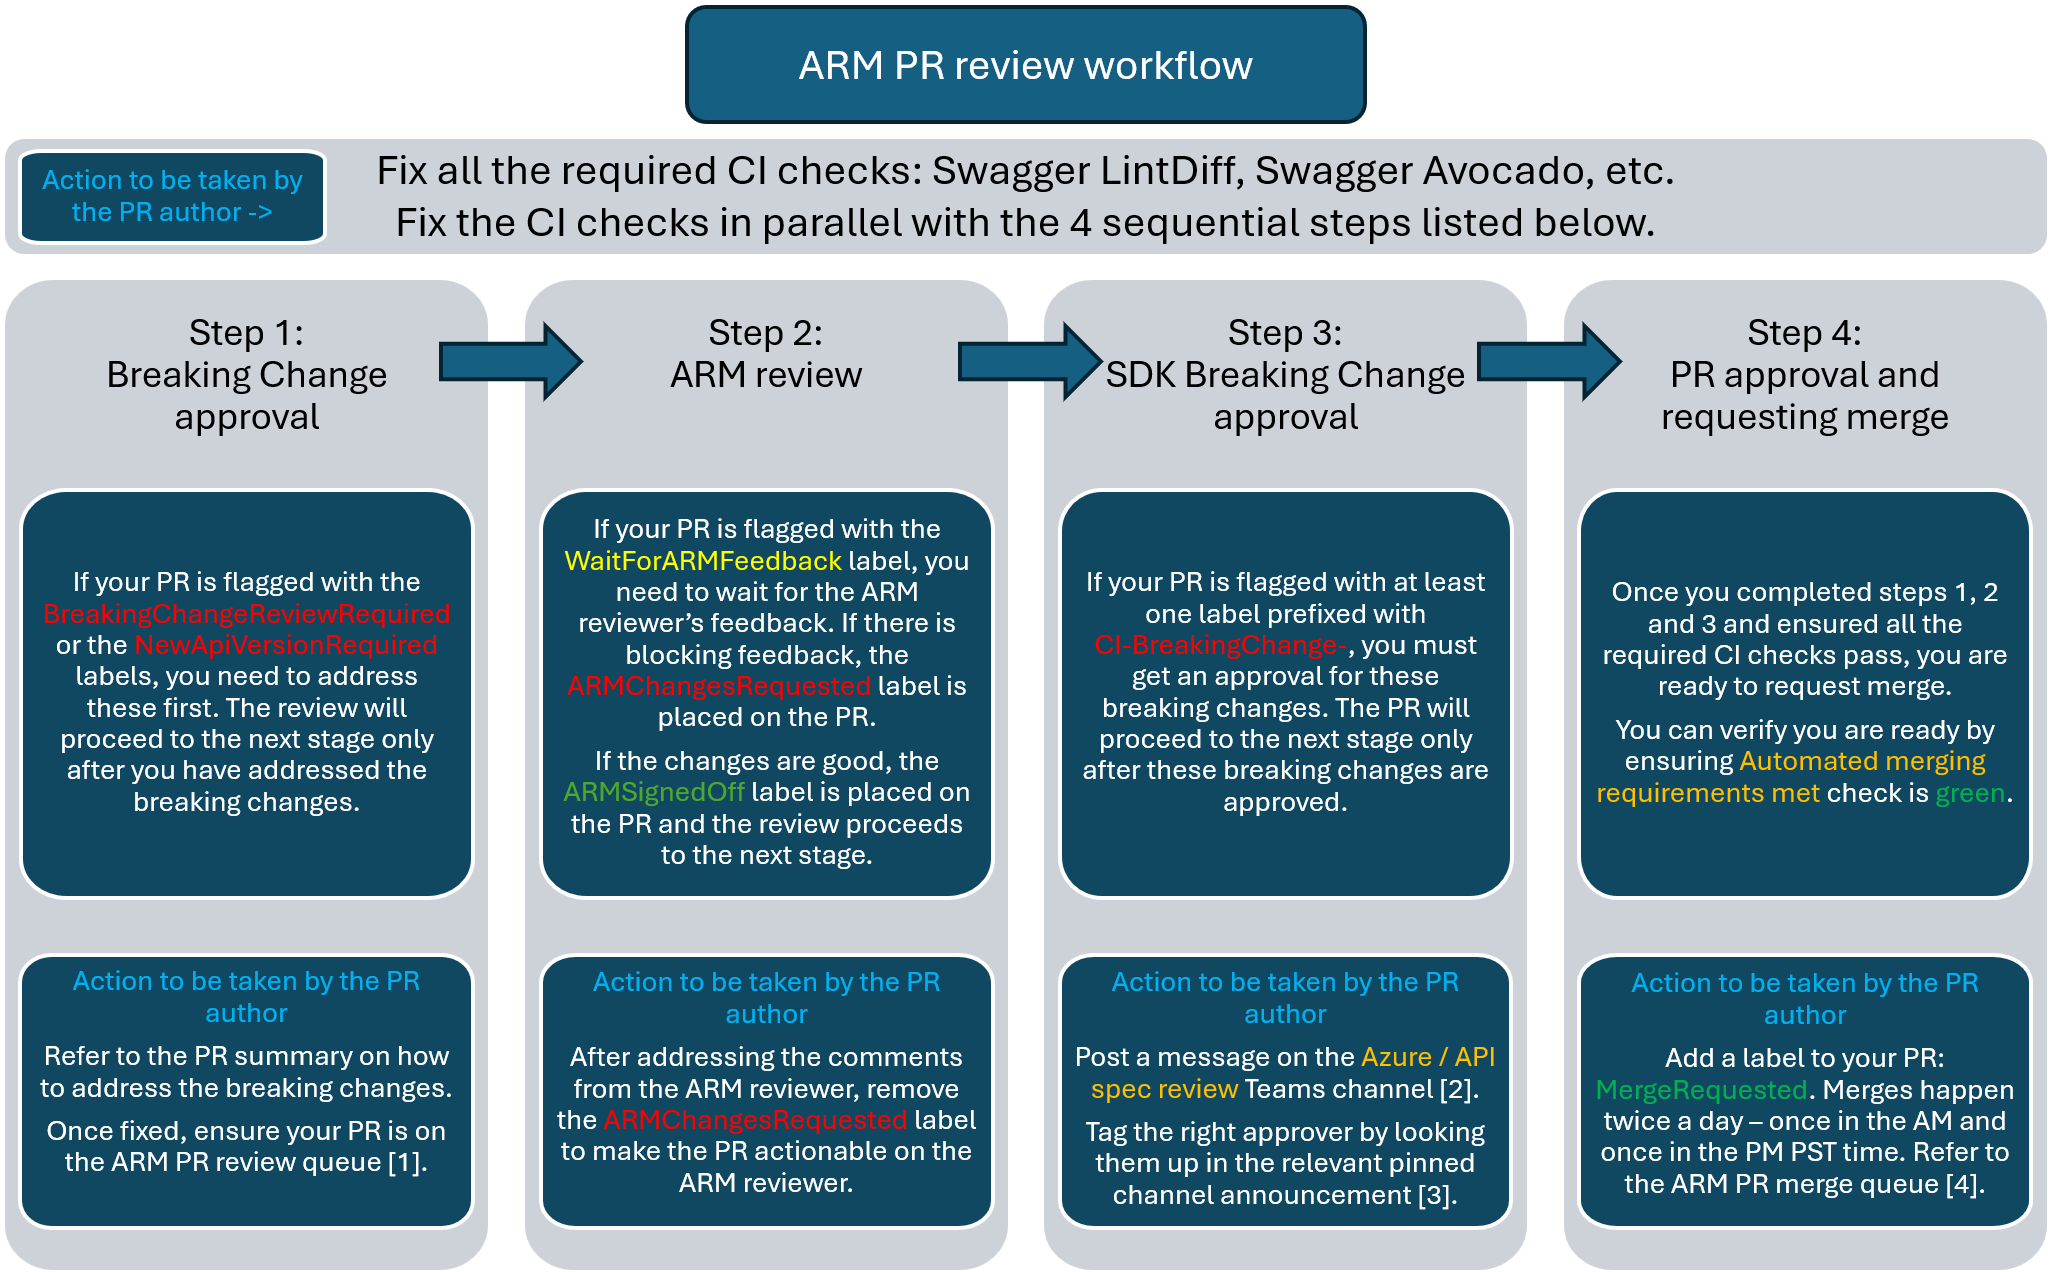 ARM PR review workflow
Action to be taken by
the PR author ->
Fix all the required CI checks: Swagger LintDiff, Swagger Avocado, etc.
Fix the CI checks in parallel with the 4 sequential steps listed below.
Step 1:
Breaking Change
approval
If your PR is flagged with the
BreakingChangeReviewRequired
or the NewApiVersionRequired
labels, you need to address
these first. The review will
proceed to the next stage only
after you have addressed the
breaking changes.
Action to be taken by the PR
author
Refer to the PR summary on how
to address the breaking changes.
Once fixed, ensure your PR is on
the ARM PR review queue [1].
Step 2:
ARM review
If your PR is flagged with the
WaitForARMFeedback label, you
need to wait for the ARM
reviewer’s feedback. If there is
blocking feedback, the
ARMChangesRequested label is
placed on the PR.
If the changes are good, the
ARMSignedOff label is placed on
the PR and the review proceeds
to the next stage.
Action to be taken by the PR
author
After addressing the comments
from the ARM reviewer, remove
the ARMChangesRequested label
to make the PR actionable on the
ARM reviewer.
Step 3:
SDK Breaking Change
approval
If your PR is flagged with at least
one label prefixed with
CI-BreakingChange-, you must
get an approval for these
breaking changes. The PR will
proceed to the next stage only
after these breaking changes are
approved.
Action to be taken by the PR
author
Post a message on the Azure / API
spec review Teams channel [2].
Tag the right approver by looking
them up in the relevant pinned
channel announcement [3].
Step 4:
PR approval and
requesting merge
Once you completed steps 1, 2
and 3 and ensured all the
required CI checks pass, you are
ready to request merge.
You can verify you are ready by
ensuring Automated merging
requirements met check is green.
Action to be taken by the PR
author
Add a label to your PR:
MergeRequested. Merges happen
twice a day – once in the AM and
once in the PM PST time. Refer to
the ARM PR merge queue [4].